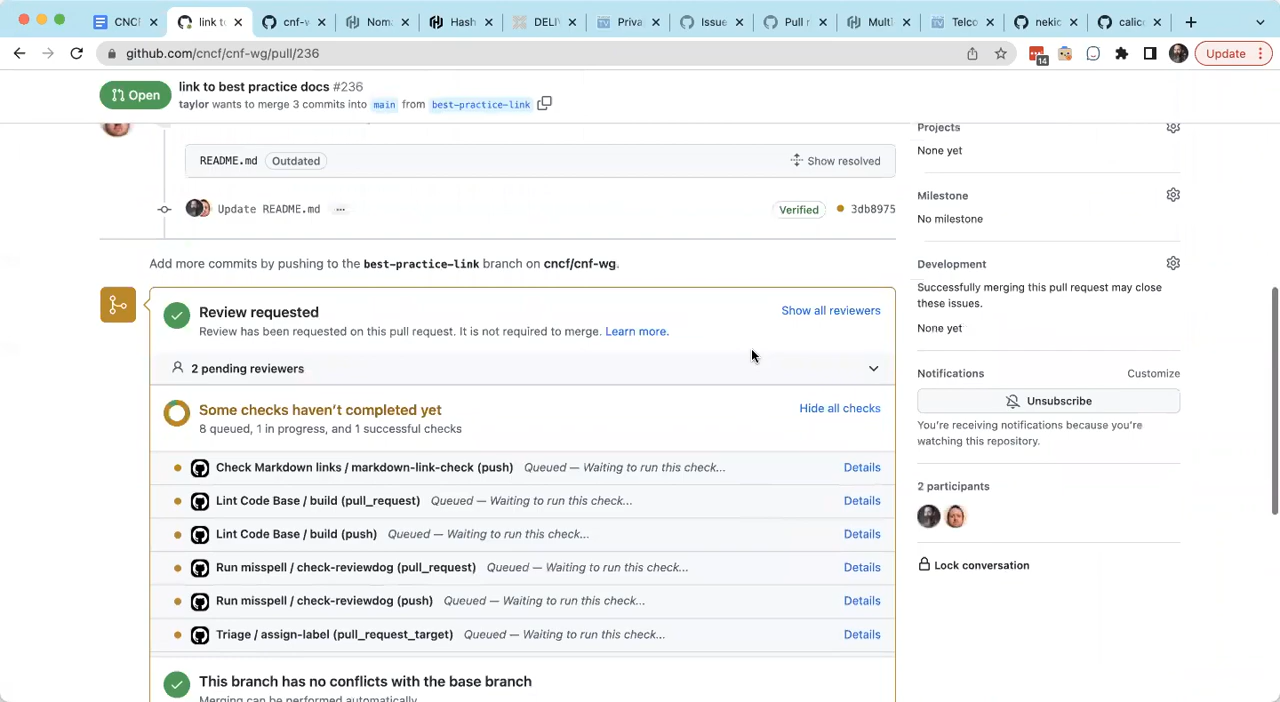 CNCF
link to
cnf-w
Noma
Hash
DELIV
Priva
Issue
Pull r
Multi
Telco
nekic
calico
github.com/cncf/cnf-wg/pull/236
14
Update
Open
link to best practice docs #236
taylor wants to merge 3 commits into main from best-practice-link
README.md Outdated
Show resolved
Update README.md ...
Verified
3db8975
Add more commits by pushing to the best-practice-link branch on cncf/cnf-wg.
Review requested
Show all reviewers
Review has been requested on this pull request. It is not required to merge. Learn more.
2 pending reviewers
Some checks haven't completed yet
Hide all checks
8 queued, 1 in progress, and 1 successful checks
Check Markdown links / markdown-link-check (push) Queued — Waiting to run this check... Details
Lint Code Base / build (pull_request) Queued — Waiting to run this check... Details
Lint Code Base / build (push) Queued — Waiting to run this check... Details
Run misspell / check-reviewdog (pull_request) Queued — Waiting to run this check... Details
Run misspell / check-reviewdog (push) Queued — Waiting to run this check... Details
Triage / assign-label (pull_request_target) Queued — Waiting to run this check... Details
This branch has no conflicts with the base branch
Merging can be performed automatically.
Projects
None yet
Milestone
No milestone
Development
Successfully merging this pull request may close
these issues.
None yet
Notifications
Customize
Unsubscribe
You're receiving notifications because you're
watching this repository.
2 participants
Lock conversation